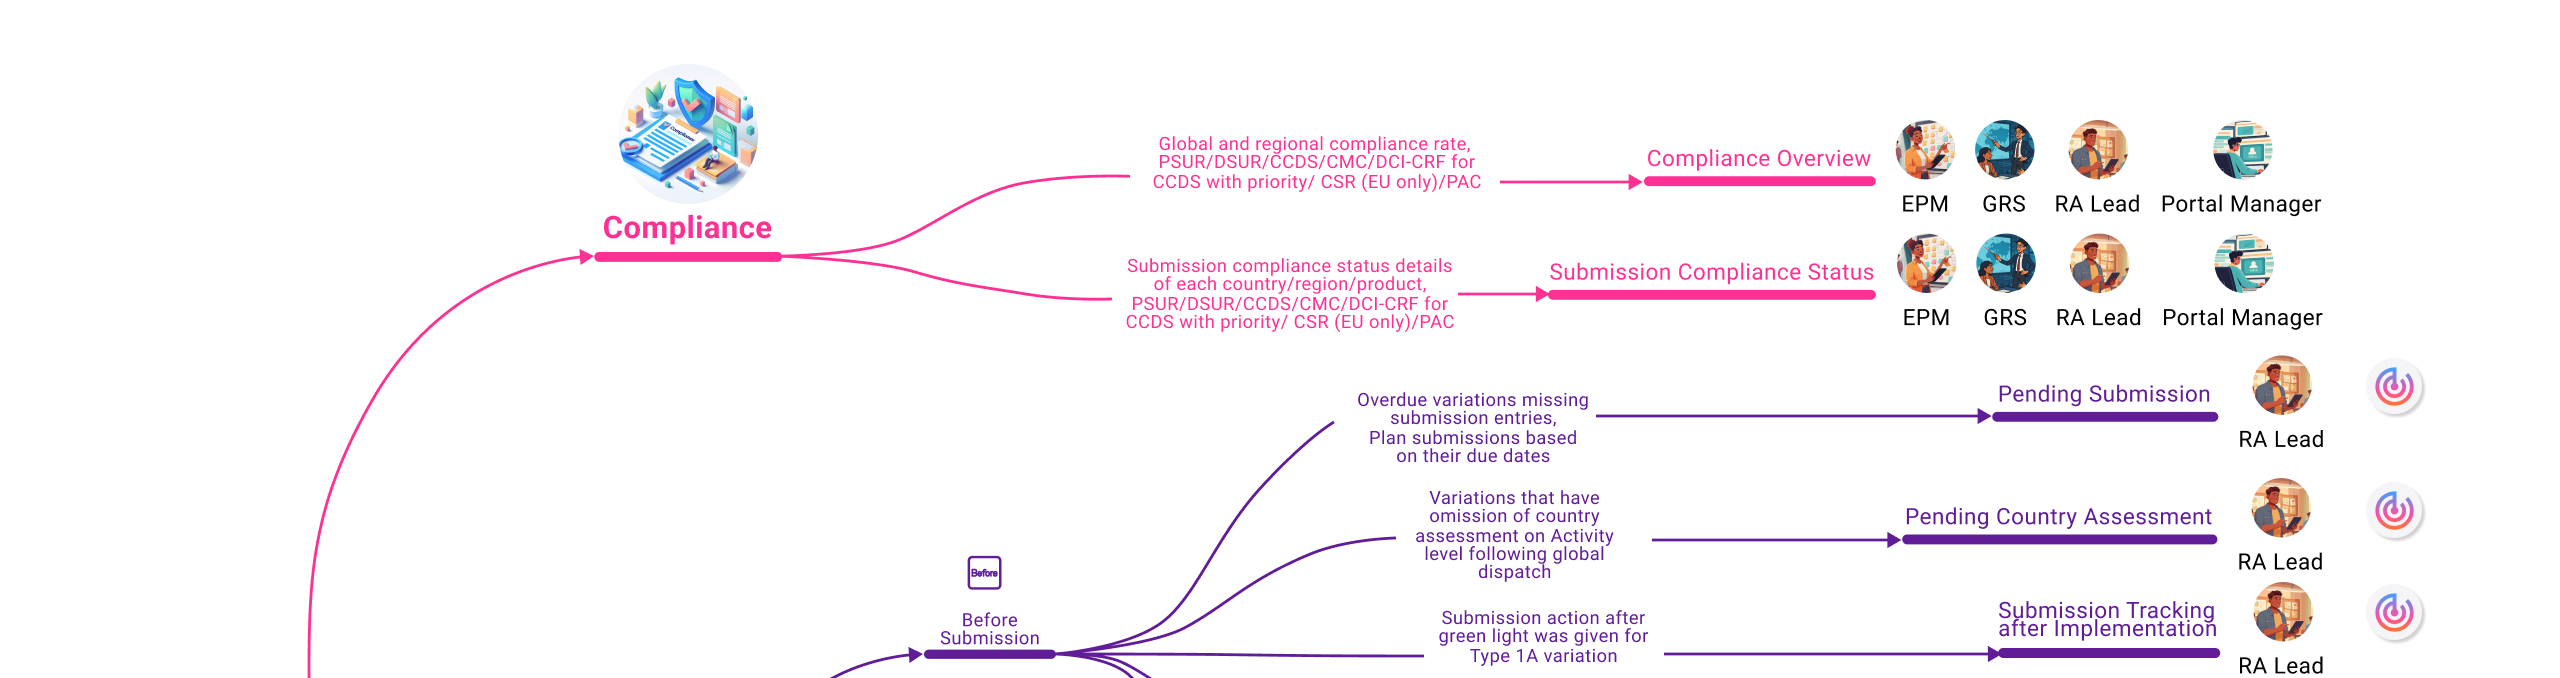 Compliance
Compliance
Global and regional compliance rate,
PSUR/DSUR/CCDS/CMC/DCI-CRF for
CCDS with priority/ CSR (EU only)/PAC
Compliance Overview
EPM
GRS
RA Lead
Portal Manager
Submission compliance status details
of each country/region/product,
PSUR/DSUR/CCDS/CMC/DCI-CRF for
CCDS with priority/ CSR (EU only)/PAC
Submission Compliance Status
EPM
GRS
RA Lead
Portal Manager
Before
Before
Submission
Overdue variations missing
submission entries,
Plan submissions based
on their due dates
Pending Submission
RA Lead
Variations that have
omission of country
assessment on Activity
level following global
dispatch
Pending Country Assessment
RA Lead
Submission action after
green light was given for
Type 1A variation
Submission Tracking
after Implementation
RA Lead